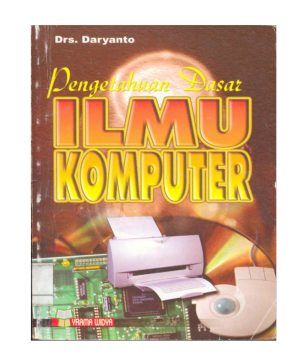 Drs. Daryanto
Pengetahuan Dasar
ILMU
KOMPUTER
YRAMA WIDYA